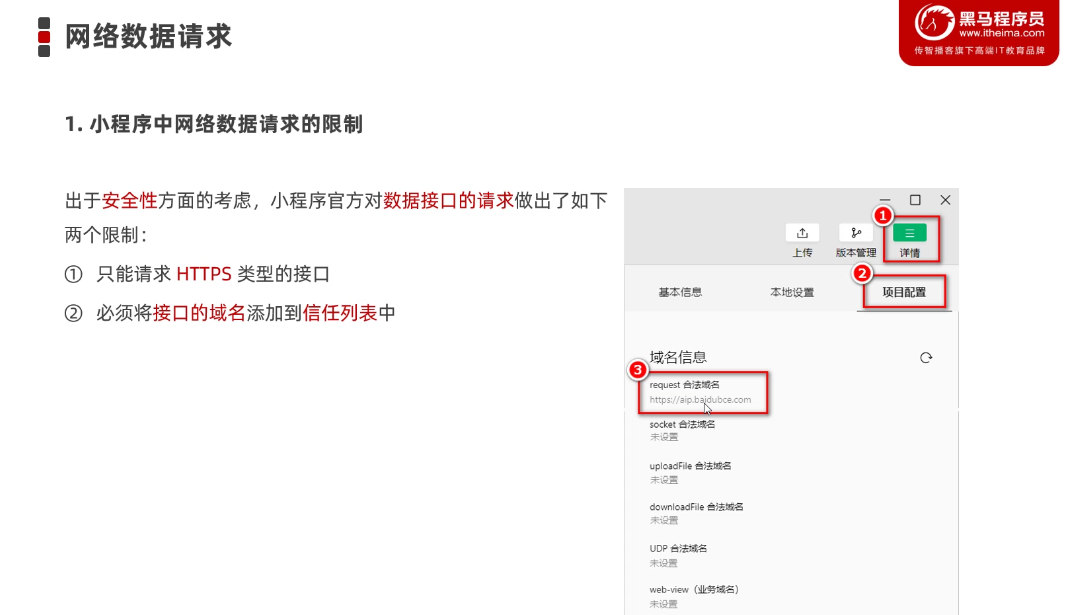 网络数据请求
黑马程序员
www.itheima.com
传智播客旗下高端IT教育品牌
1. 小程序中网络数据请求的限制
出于安全性方面的考虑，小程序官方对数据接口的请求做出了如下
两个限制：
① 只能请求 HTTPS 类型的接口
② 必须将接口的域名添加到信任列表中
1
上传
版本管理
详情
2
基本信息
本地设置
项目配置
域名信息
3
request 合法域名
https://aip.baidubce.com
socket 合法域名
未设置
uploadFile 合法域名
未设置
downloadFile 合法域名
未设置
UDP 合法域名
未设置
web-view（业务域名）
未设置